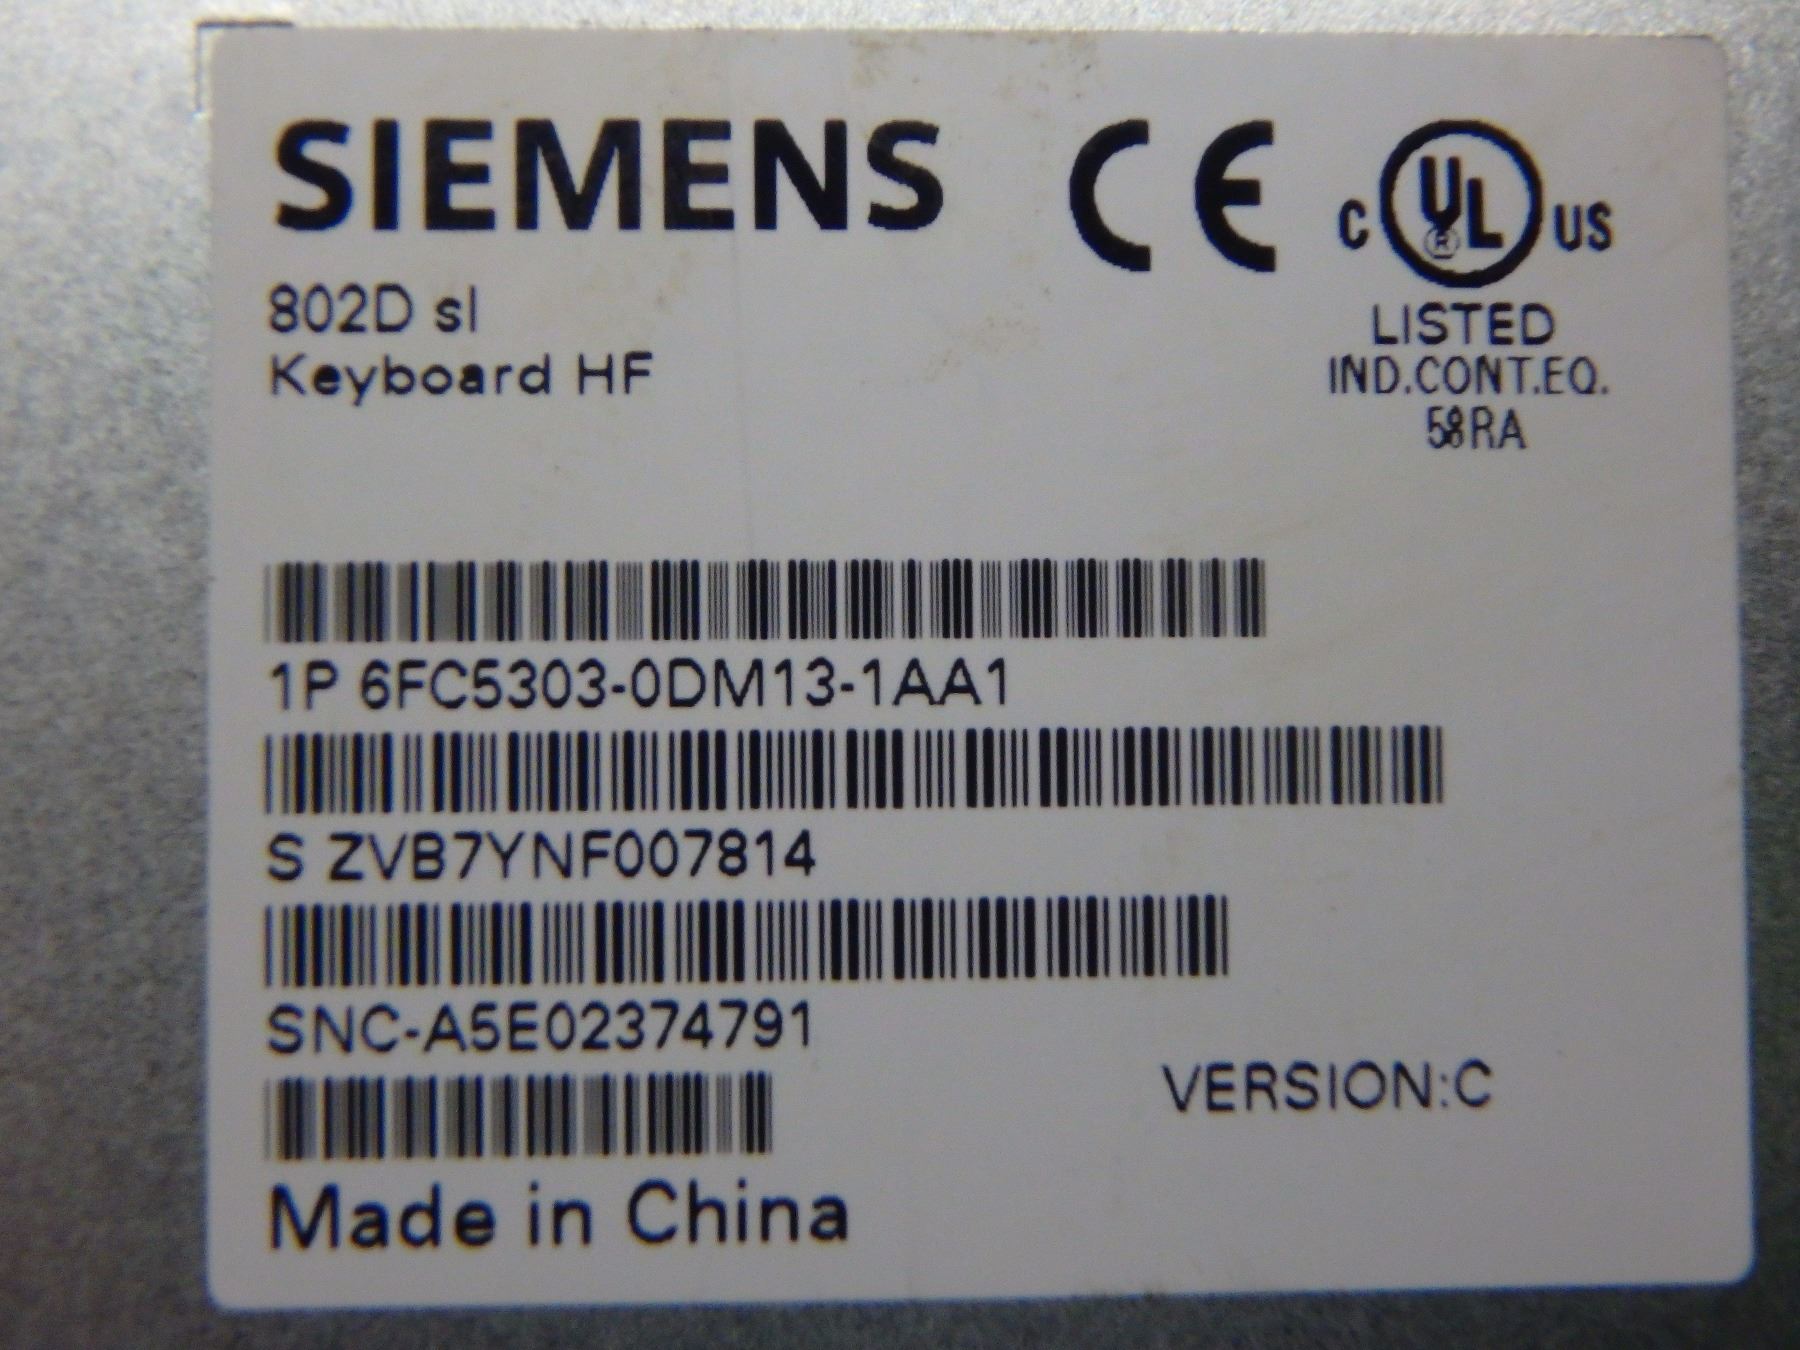 SIEMENS CE
C UL ® US
802D sl
Keyboard HF
LISTED
IND.CONT.EQ.
58RA
1P 6FC5303-0DM13-1AA1
S ZVB7YNF007814
SNC-A5E02374791
VERSION:C
Made in China